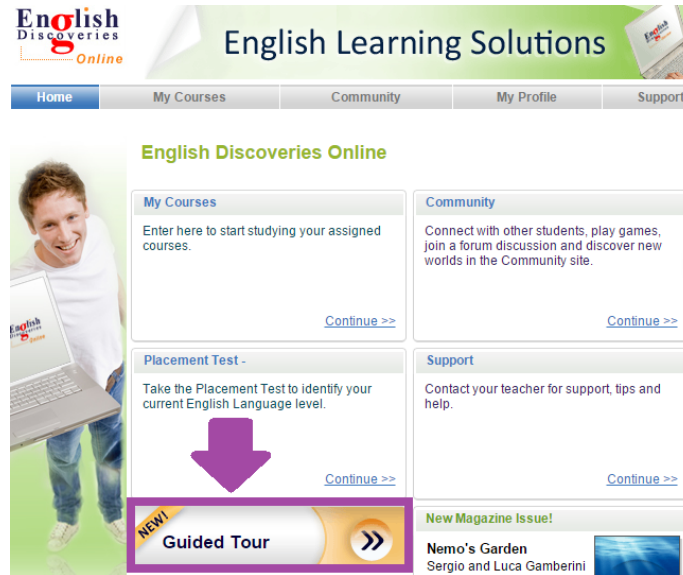 English
Discoveries
Online
English Learning Solutions
Home
My Courses
Community
My Profile
Support
English Discoveries Online
My Courses
Enter here to start studying your assigned
courses.
Continue >>
Community
Connect with other students, play games,
join a forum discussion and discover new
worlds in the Community site.
Continue >>
Placement Test -
Take the Placement Test to identify your
current English Language level.
Continue >>
Support
Contact your teacher for support, tips and
help.
Continue >>
English
Discoveries
Online
NEW!
Guided Tour
New Magazine Issue!
Nemo's Garden
Sergio and Luca Gamberini